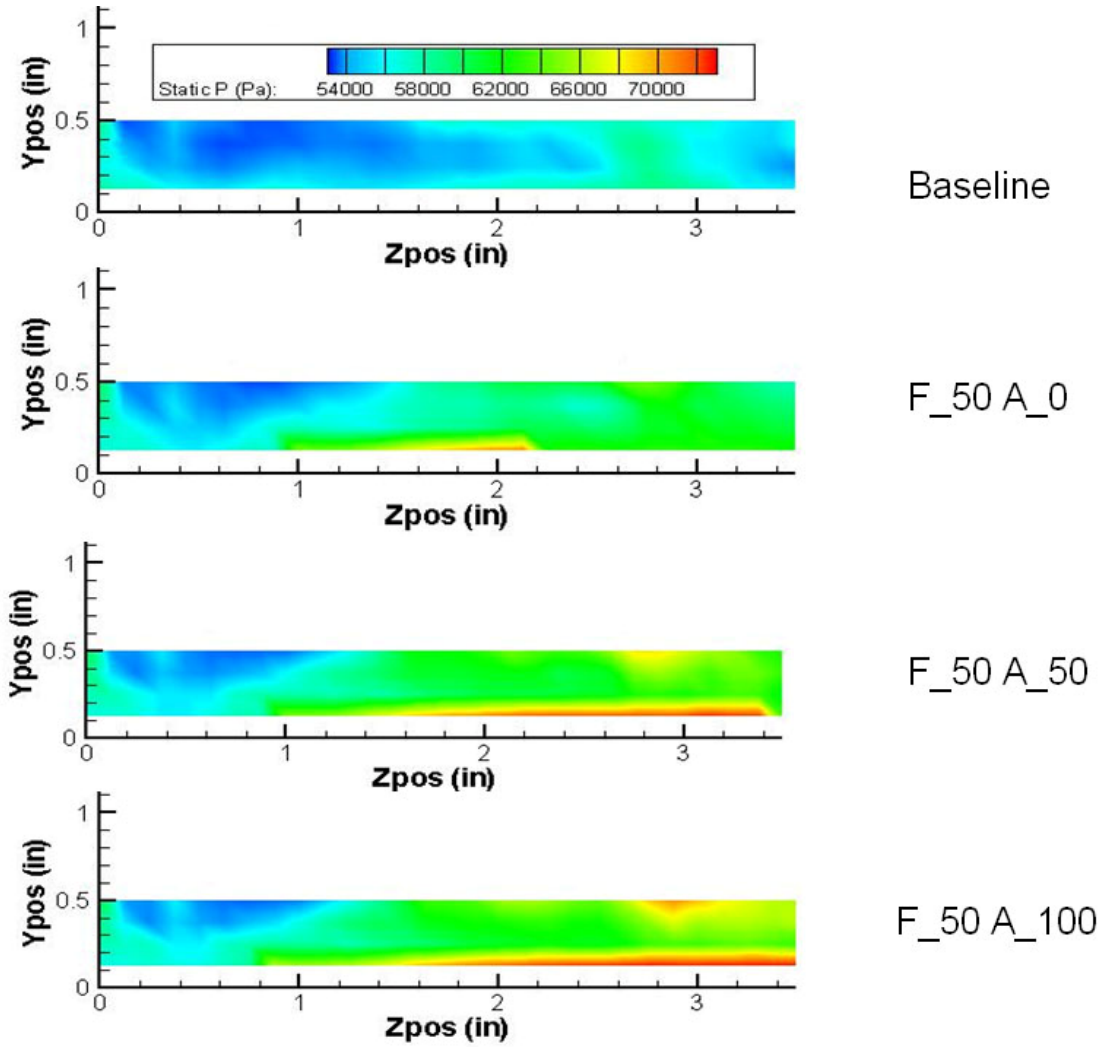 1
Static P (Pa): 54000 58000 62000 66000 70000
Ypos (in)
0.5
Baseline
0
0 1 2 3
Zpos (in)
1
Ypos (in)
0.5
F_50 A_0
0
0 1 2 3
Zpos (in)
1
Ypos (in)
0.5
F_50 A_50
0
0 1 2 3
Zpos (in)
1
Ypos (in)
0.5
F_50 A_100
0
0 1 2 3
Zpos (in)